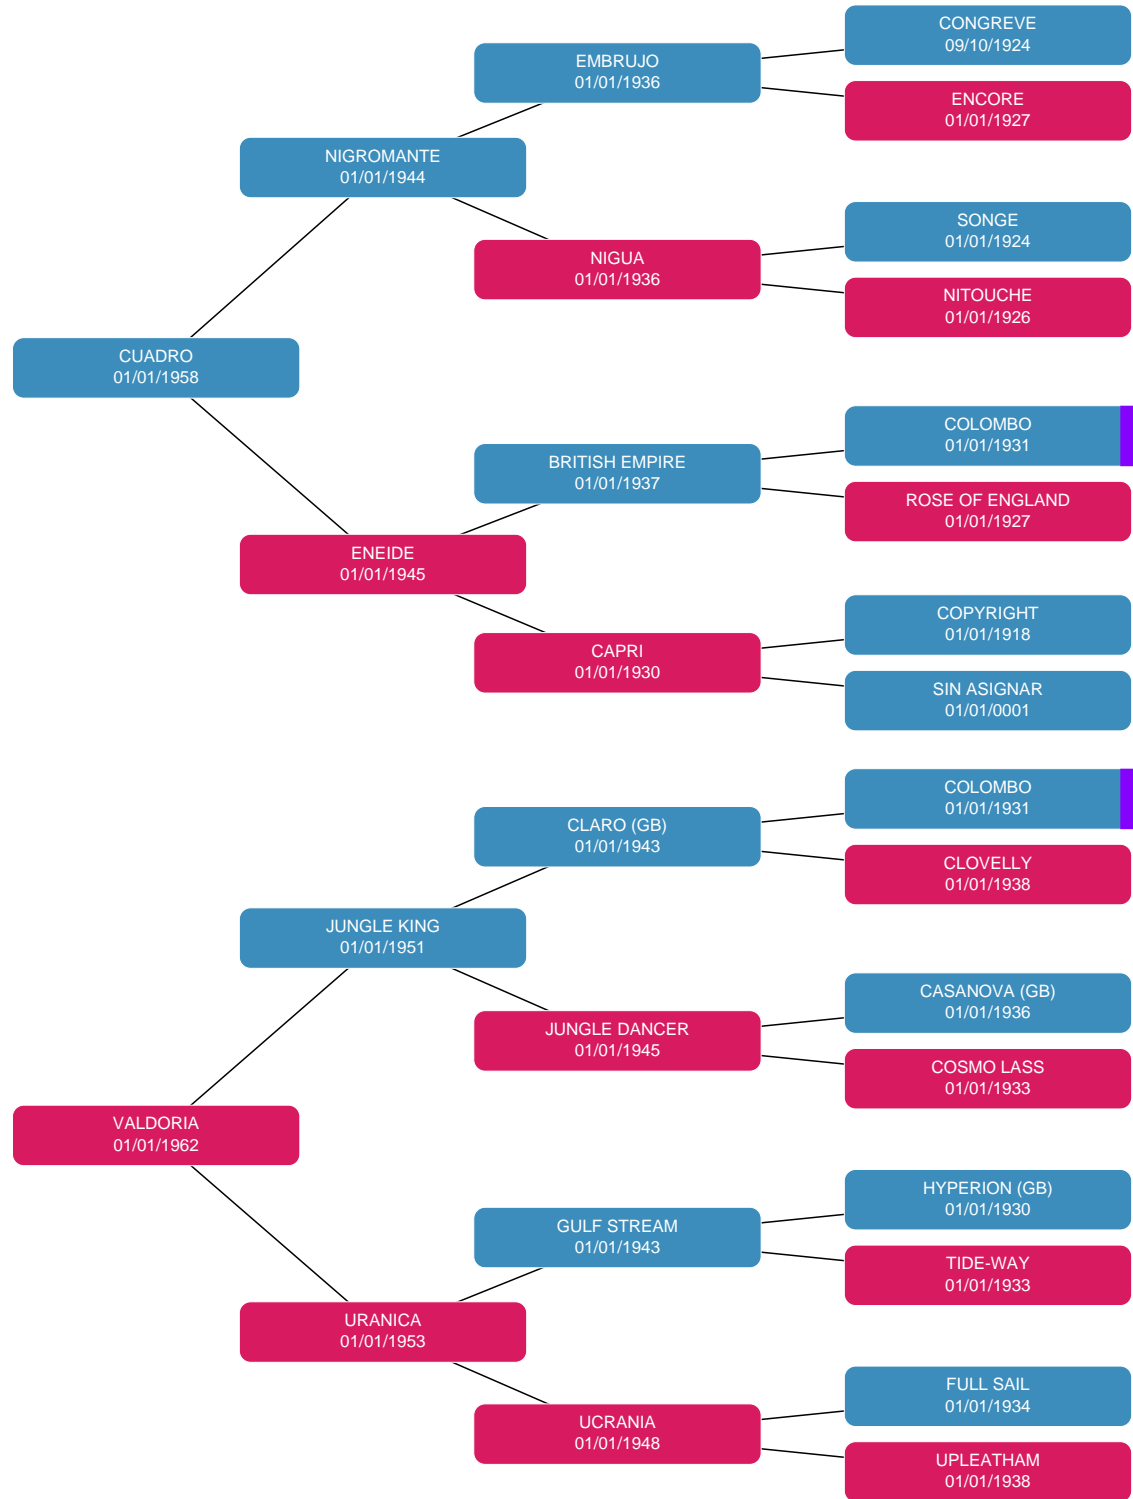 CONGREVE
09/10/1924
EMBRUJO
01/01/1936
ENCORE
01/01/1927
NIGROMANTE
01/01/1944
SONGE
01/01/1924
NIGUA
01/01/1936
NITOUCHE
01/01/1926
CUADRO
01/01/1958
COLOMBO
01/01/1931
BRITISH EMPIRE
01/01/1937
ROSE OF ENGLAND
01/01/1927
ENEIDE
01/01/1945
COPYRIGHT
01/01/1918
CAPRI
01/01/1930
SIN ASIGNAR
01/01/0001
COLOMBO
01/01/1931
CLARO (GB)
01/01/1943
CLOVELLY
01/01/1938
JUNGLE KING
01/01/1951
CASANOVA (GB)
01/01/1936
JUNGLE DANCER
01/01/1945
COSMO LASS
01/01/1933
VALDORIA
01/01/1962
HYPERION (GB)
01/01/1930
GULF STREAM
01/01/1943
TIDE-WAY
01/01/1933
URANICA
01/01/1953
FULL SAIL
01/01/1934
UCRANIA
01/01/1948
UPLEATHAM
01/01/1938